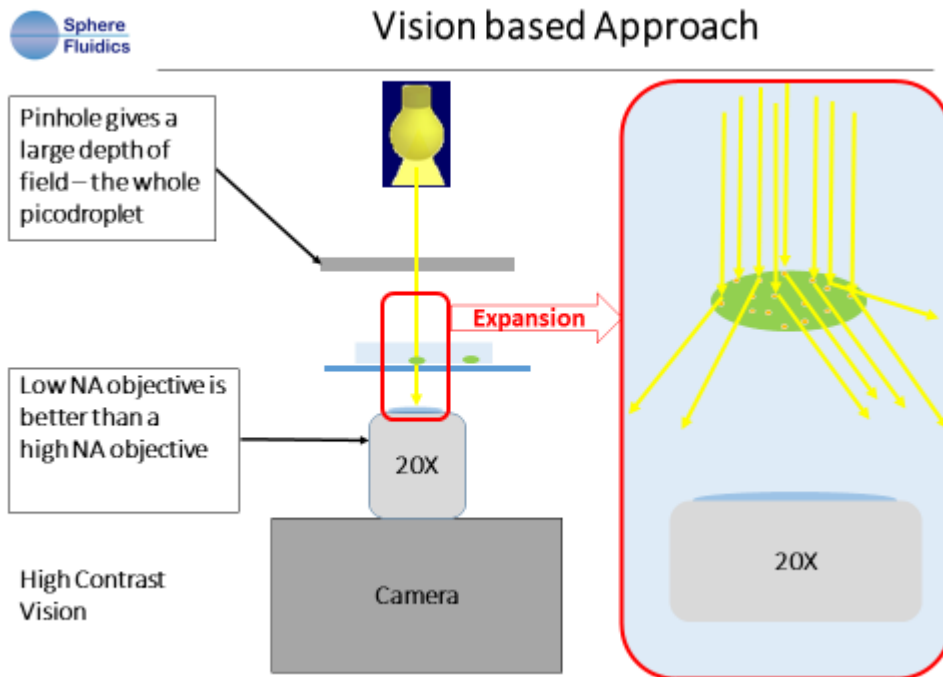 Sphere
Fluidics
Vision based Approach
Pinhole gives a
large depth of
field – the whole
picodroplet
Expansion
Low NA objective is
better than a
high NA objective
20X
20X
High Contrast
Vision
Camera